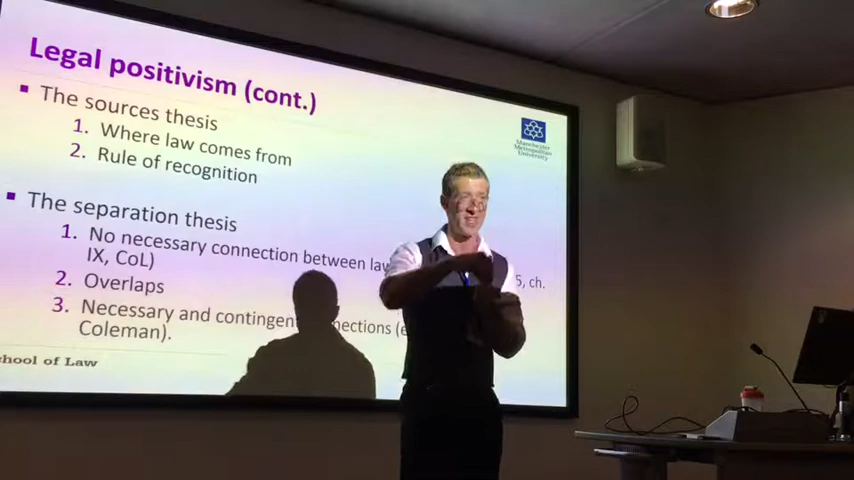 Legal positivism (cont.)
▪ The sources thesis
1. Where law comes from
2. Rule of recognition
Manchester
Metropolitan
University
▪ The separation thesis
1. No necessary connection between 5, ch.
IX, CoL)
2. Overlaps
3. Necessary and contingent
Coleman).
School of Law